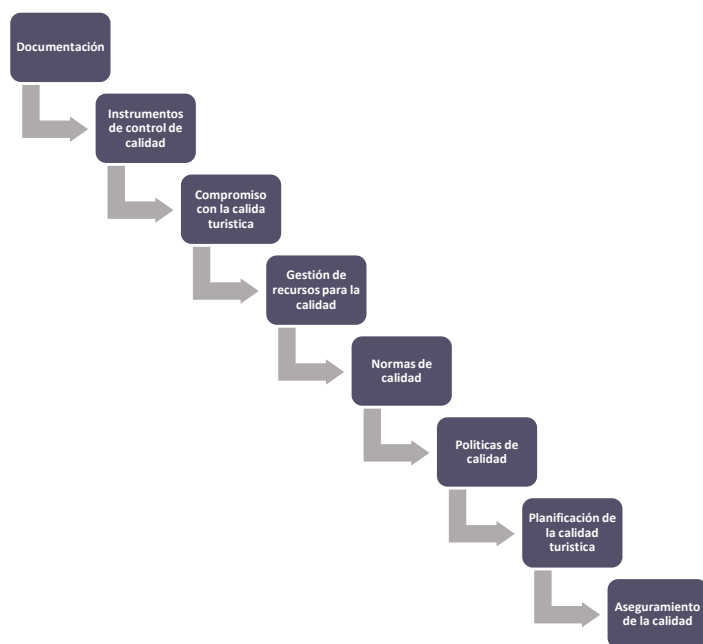 Documentación
Instrumentos
de control de
calidad
Compromiso
con la calida
turistica
Gestión de
recursos para la
calidad
Normas de
calidad
Politicas de
calidad
Planificación de
la calidad
turistica
Aseguramiento
de la calidad